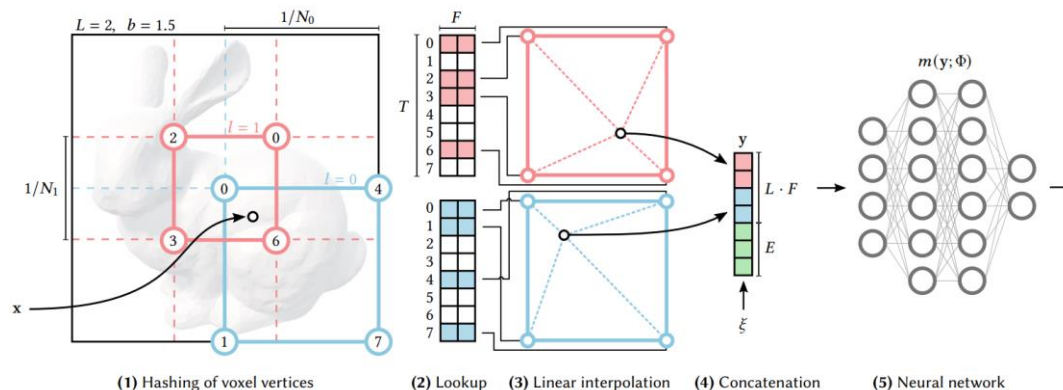 L = 2, b = 1.5
1/N₀
2
l = 1
0
1/N₁
0
l = 0
4
3
6
x
1
7
(1) Hashing of voxel vertices
F
T
0
1
2
3
4
5
6
7
0
1
2
3
4
5
6
7
(2) Lookup
(3) Linear interpolation
y
L · F
E
ξ
(4) Concatenation
m(y; Φ)
(5) Neural network